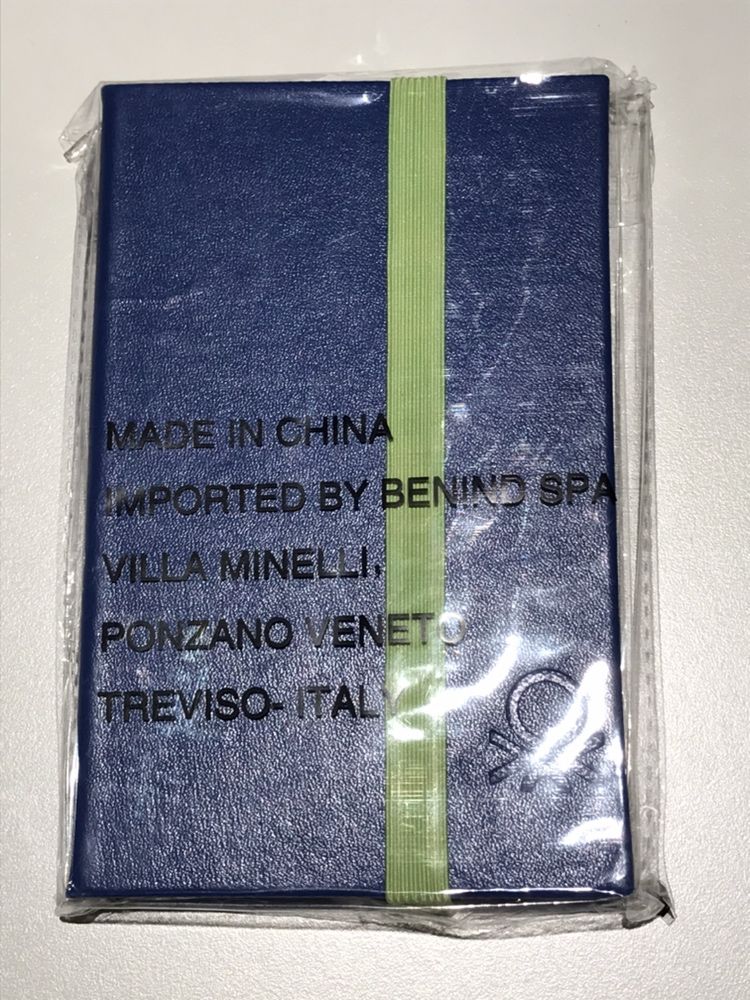 MADE IN CHINA
IMPORTED BY BENIND SPA
VILLA MINELLI,
PONZANO VENETO
TREVISO- ITALY